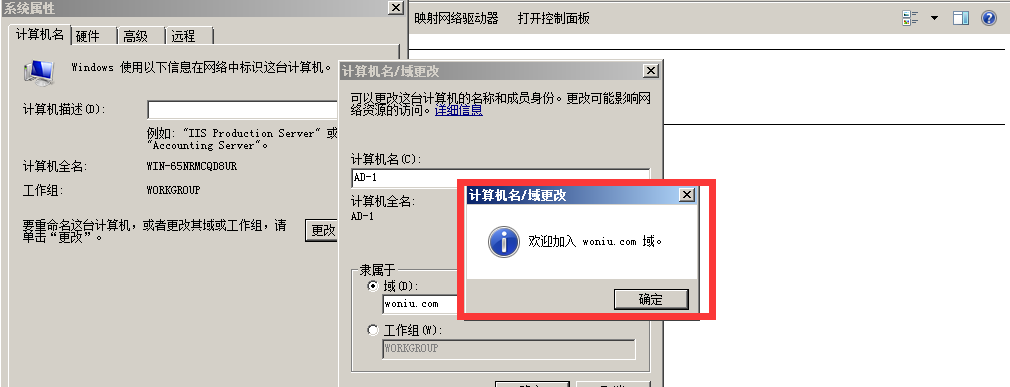 系统属性
映射网络驱动器 打开控制面板
计算机名 硬件 高级 远程
Windows 使用以下信息在网络中标识这台计算机。
计算机描述(D):
例如: "IIS Production Server" 或
"Accounting Server"。
计算机全名: WIN-65NRMCQD8UR
工作组: WORKGROUP
要重命名这台计算机，或者更改其域或工作组，请
单击“更改”。
更改
计算机名/域更改
可以更改这台计算机的名称和成员身份。更改可能影响网
络资源的访问。详细信息
计算机名(C):
AD-1
计算机全名:
AD-1
隶属于
域(D):
woniu.com
工作组(W):
WORKGROUP
计算机名/域更改
欢迎加入 woniu.com 域。
确定